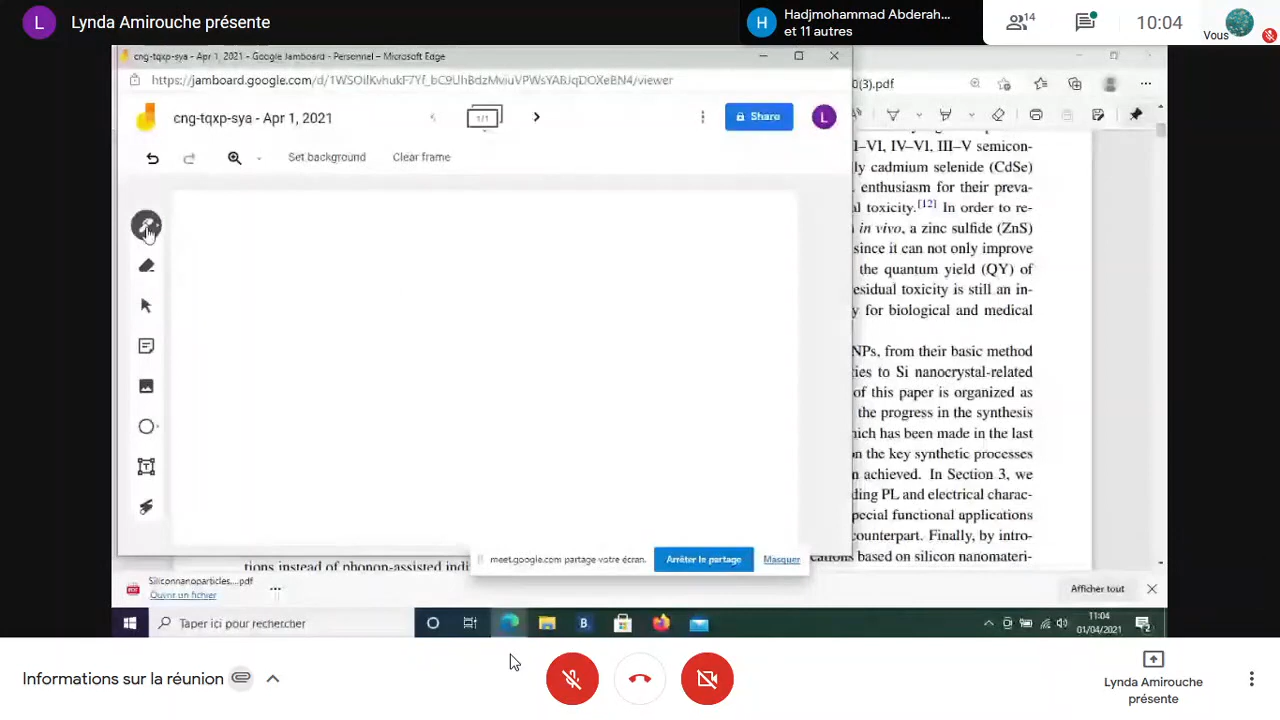 L Lynda Amirouche présente
H Hadjmohammad Abderah...
et 11 autres
14
10:04
Vous
cng-tqxp-sya - Apr 1, 2021 - Google Jamboard - Personnel - Microsoft Edge
0(3).pdf
cng-tqxp-sya - Apr 1, 2021
1/1
Share
L
Set background
Clear frame
I–VI, IV–VI, III–V semicon-
ly cadmium selenide (CdSe)
enthusiasm for their preva-
al toxicity.[12] In order to re-
in vivo, a zinc sulfide (ZnS)
since it can not only improve
the quantum yield (QY) of
esidual toxicity is still an in-
y for biological and medical
NPs, from their basic method
ties to Si nanocrystal-related
of this paper is organized as
the progress in the synthesis
hich has been made in the last
on the key synthetic processes
n achieved. In Section 3, we
ding PL and electrical charac-
special functional applications
counterpart. Finally, by intro-
cations based on silicon nanomateri-
tions instead of phonon-assisted indi
meet.google.com partage votre écran.
Arrêter le partage
Masquer
Siliconnanoparticles....pdf
Ouvrir un fichier
Afficher tout
Taper ici pour rechercher
B
11:04
01/04/2021
2
Informations sur la réunion
Lynda Amirouche
présente